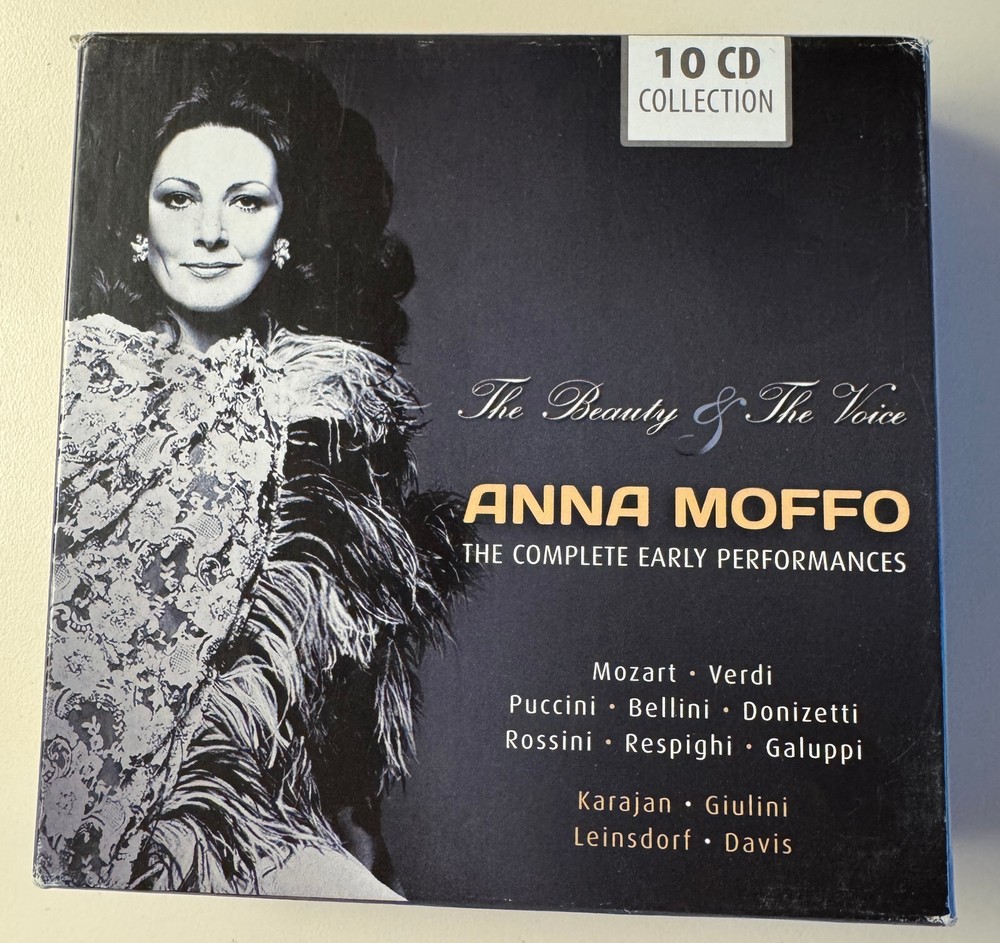 10 CD
COLLECTION
The Beauty & The Voice
ANNA MOFFO
THE COMPLETE EARLY PERFORMANCES
Mozart • Verdi
Puccini • Bellini • Donizetti
Rossini • Respighi • Galuppi
Karajan • Giulini
Leinsdorf • Davis